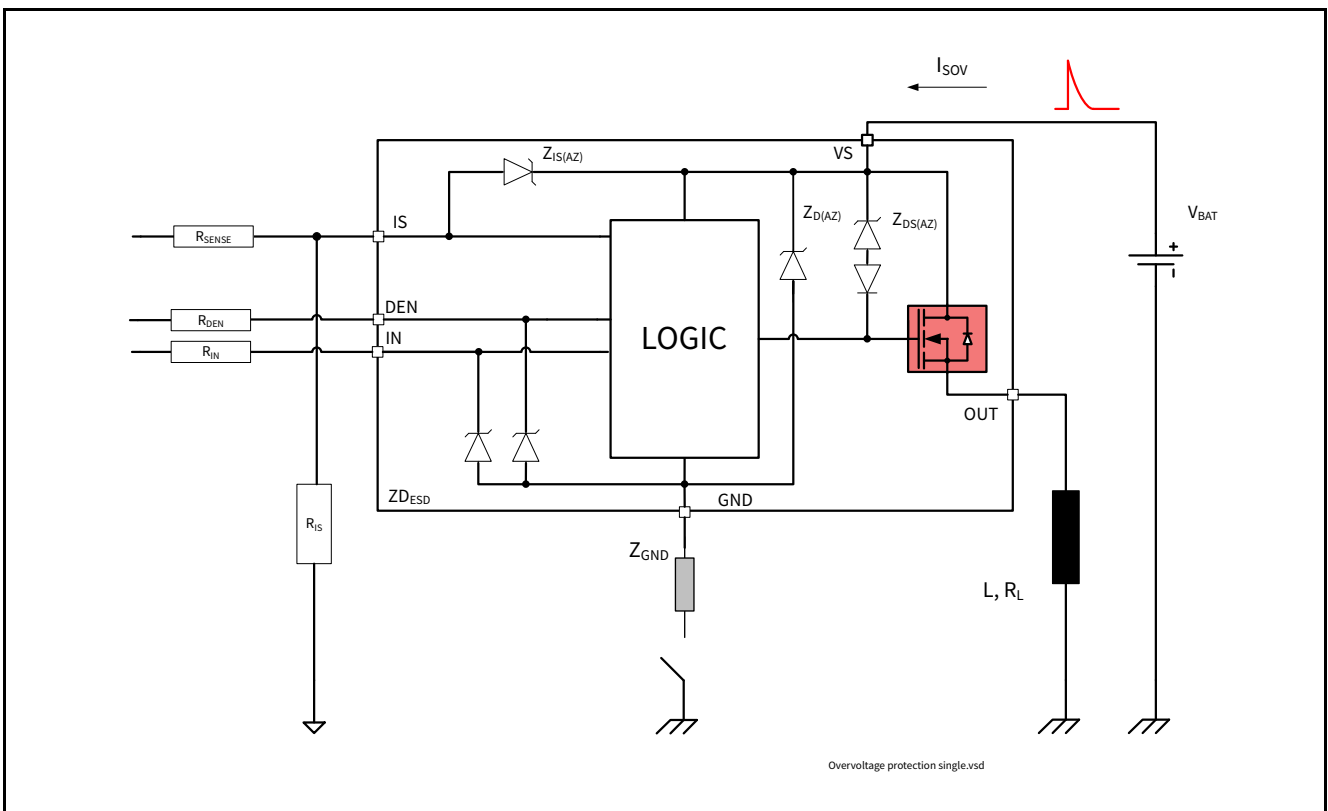 ISOV
ZIS(AZ)
VS
ZD(AZ)
ZDS(AZ)
VBAT
+
-
IS
RSENSE
DEN
RDEN
IN
RIN
LOGIC
OUT
ZDESD
GND
RIS
ZGND
L, RL
Overvoltage protection single.vsd